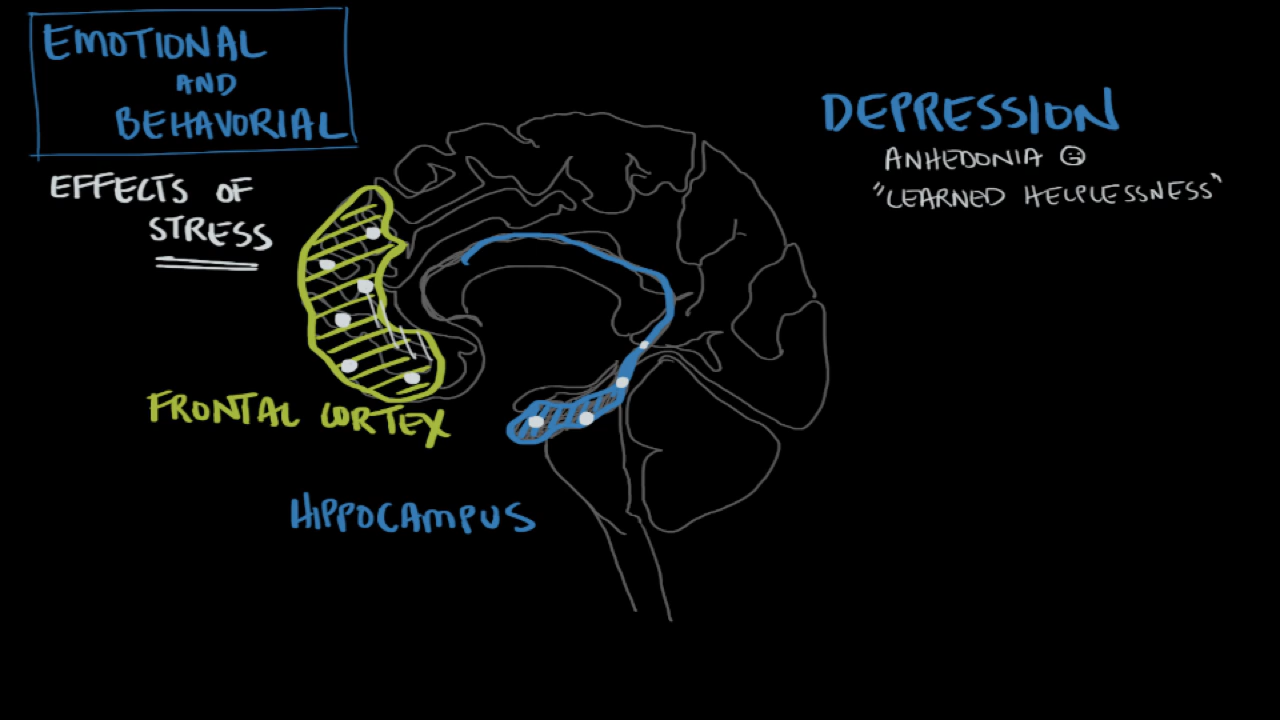 EMOTIONAL
AND
BEHAVORIAL
EFFECTS OF
STRESS
DEPRESSION
ANHEDONIA
"LEARNED HELPLESSNESS"
FRONTAL CORTEX
HIPPOCAMPUS